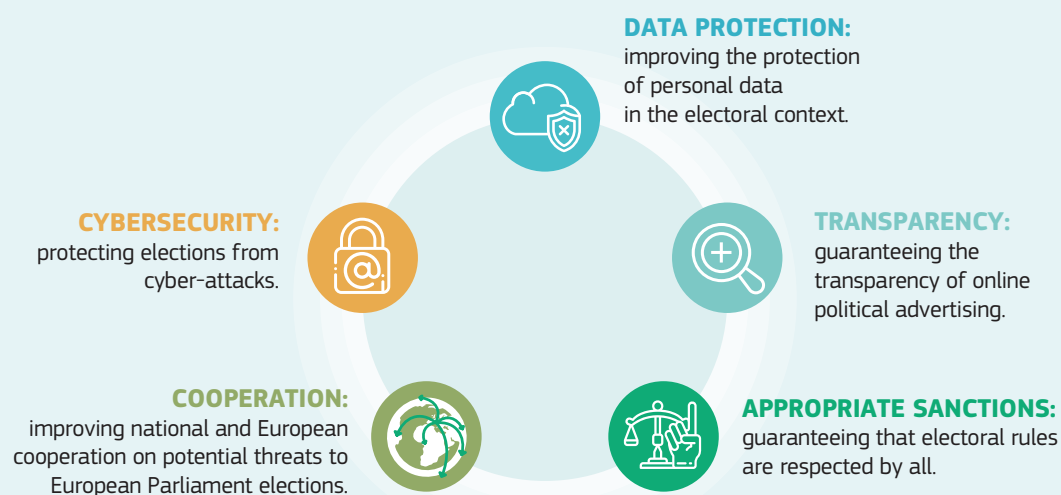 DATA PROTECTION:
improving the protection
of personal data
in the electoral context.
CYBERSECURITY:
protecting elections from
cyber-attacks.
TRANSPARENCY:
guaranteeing the
transparency of online
political advertising.
COOPERATION:
improving national and European
cooperation on potential threats to
European Parliament elections.
APPROPRIATE SANCTIONS:
guaranteeing that electoral rules
are respected by all.